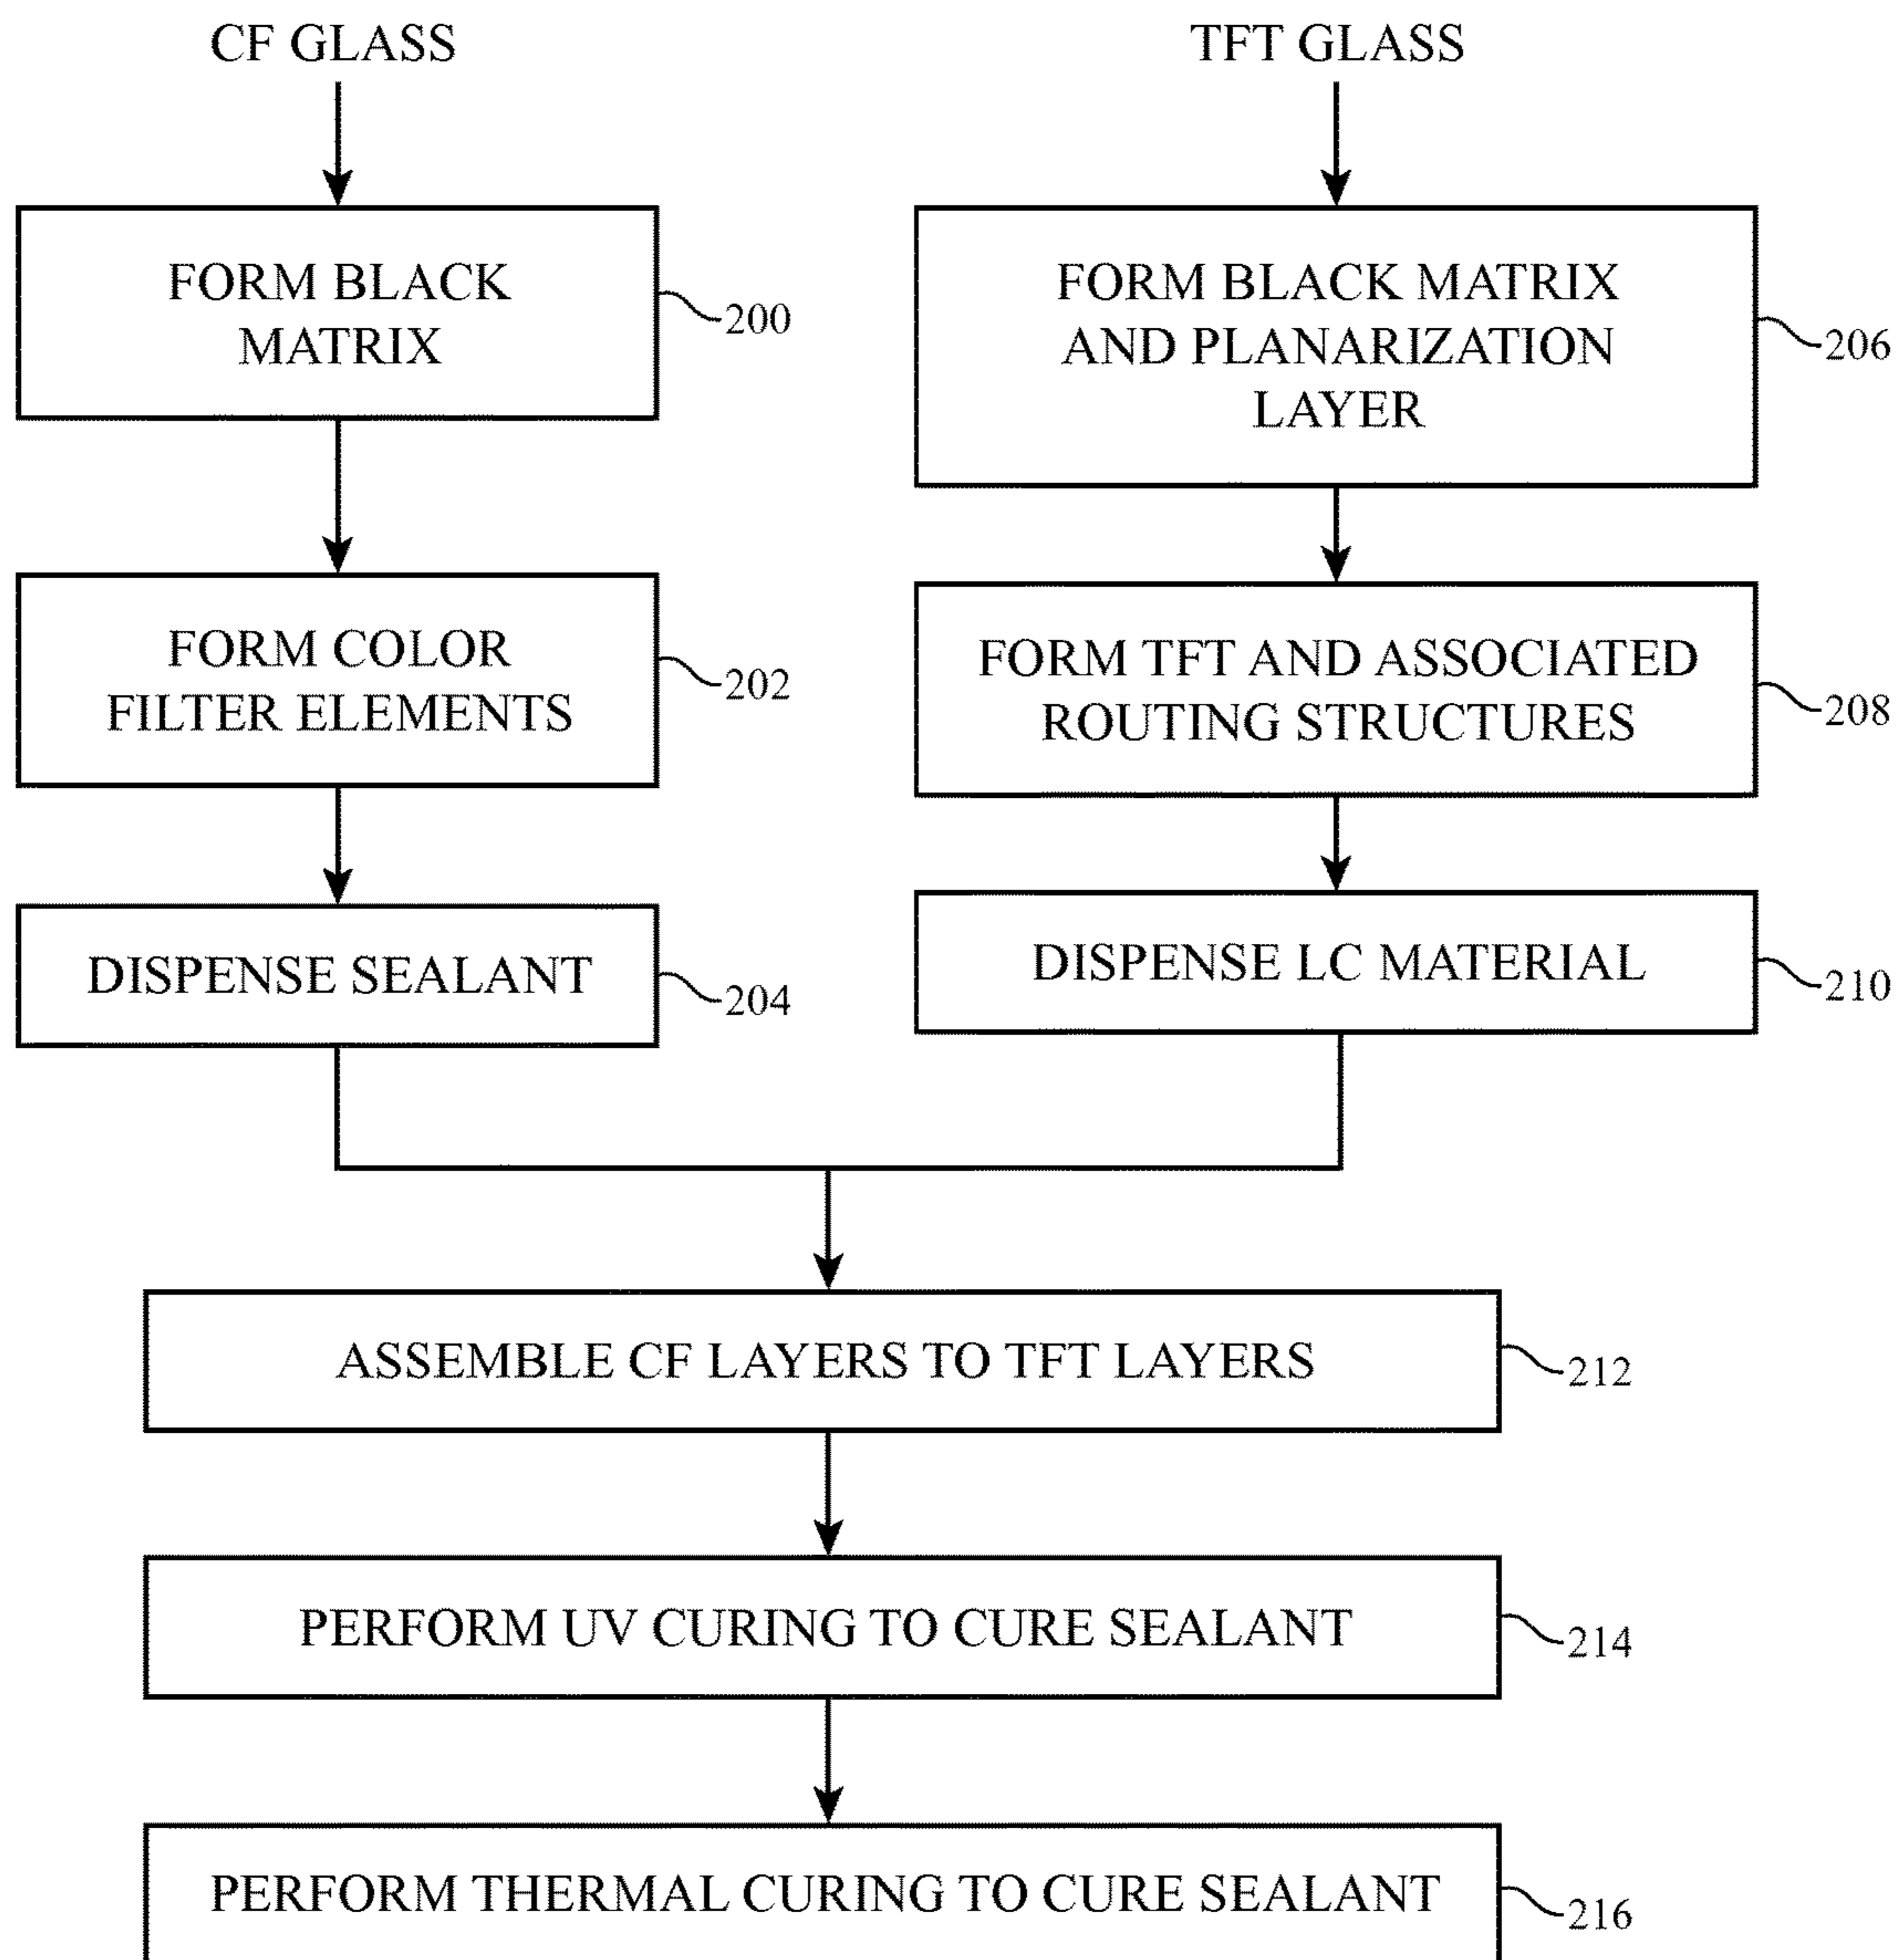 CF GLASS
FORM BLACK
MATRIX
200
FORM COLOR
FILTER ELEMENTS
202
DISPENSE SEALANT
204
TFT GLASS
FORM BLACK MATRIX
AND PLANARIZATION
LAYER
206
FORM TFT AND ASSOCIATED
ROUTING STRUCTURES
208
DISPENSE LC MATERIAL
210
ASSEMBLE CF LAYERS TO TFT LAYERS
212
PERFORM UV CURING TO CURE SEALANT
214
PERFORM THERMAL CURING TO CURE SEALANT
216